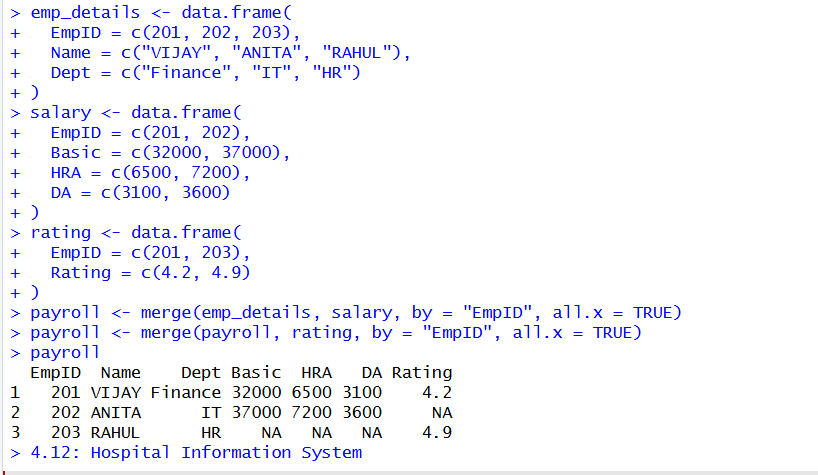 > emp_details <- data.frame(
+   EmpID = c(201, 202, 203),
+   Name = c("VIJAY", "ANITA", "RAHUL"),
+   Dept = c("Finance", "IT", "HR")
+ )
> salary <- data.frame(
+   EmpID = c(201, 202),
+   Basic = c(32000, 37000),
+   HRA = c(6500, 7200),
+   DA = c(3100, 3600)
+ )
> rating <- data.frame(
+   EmpID = c(201, 203),
+   Rating = c(4.2, 4.9)
+ )
> payroll <- merge(emp_details, salary, by = "EmpID", all.x = TRUE)
> payroll <- merge(payroll, rating, by = "EmpID", all.x = TRUE)
> payroll
  EmpID  Name    Dept Basic  HRA   DA Rating
1   201 VIJAY Finance 32000 6500 3100    4.2
2   202 ANITA      IT 37000 7200 3600     NA
3   203 RAHUL      HR    NA   NA   NA    4.9
> 4.12: Hospital Information System